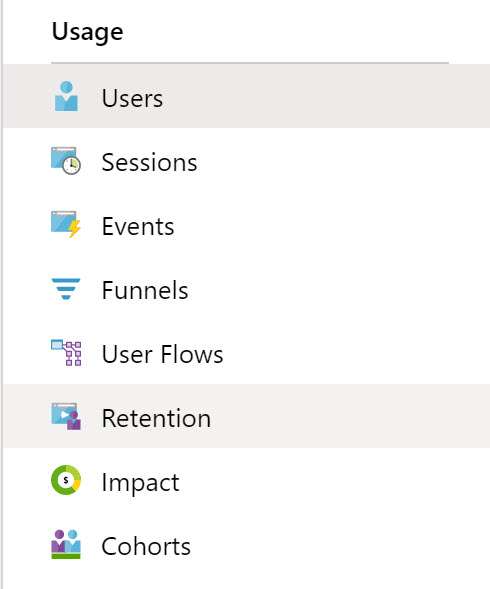 Usage
Users
Sessions
Events
Funnels
User Flows
Retention
$
Impact
Cohorts